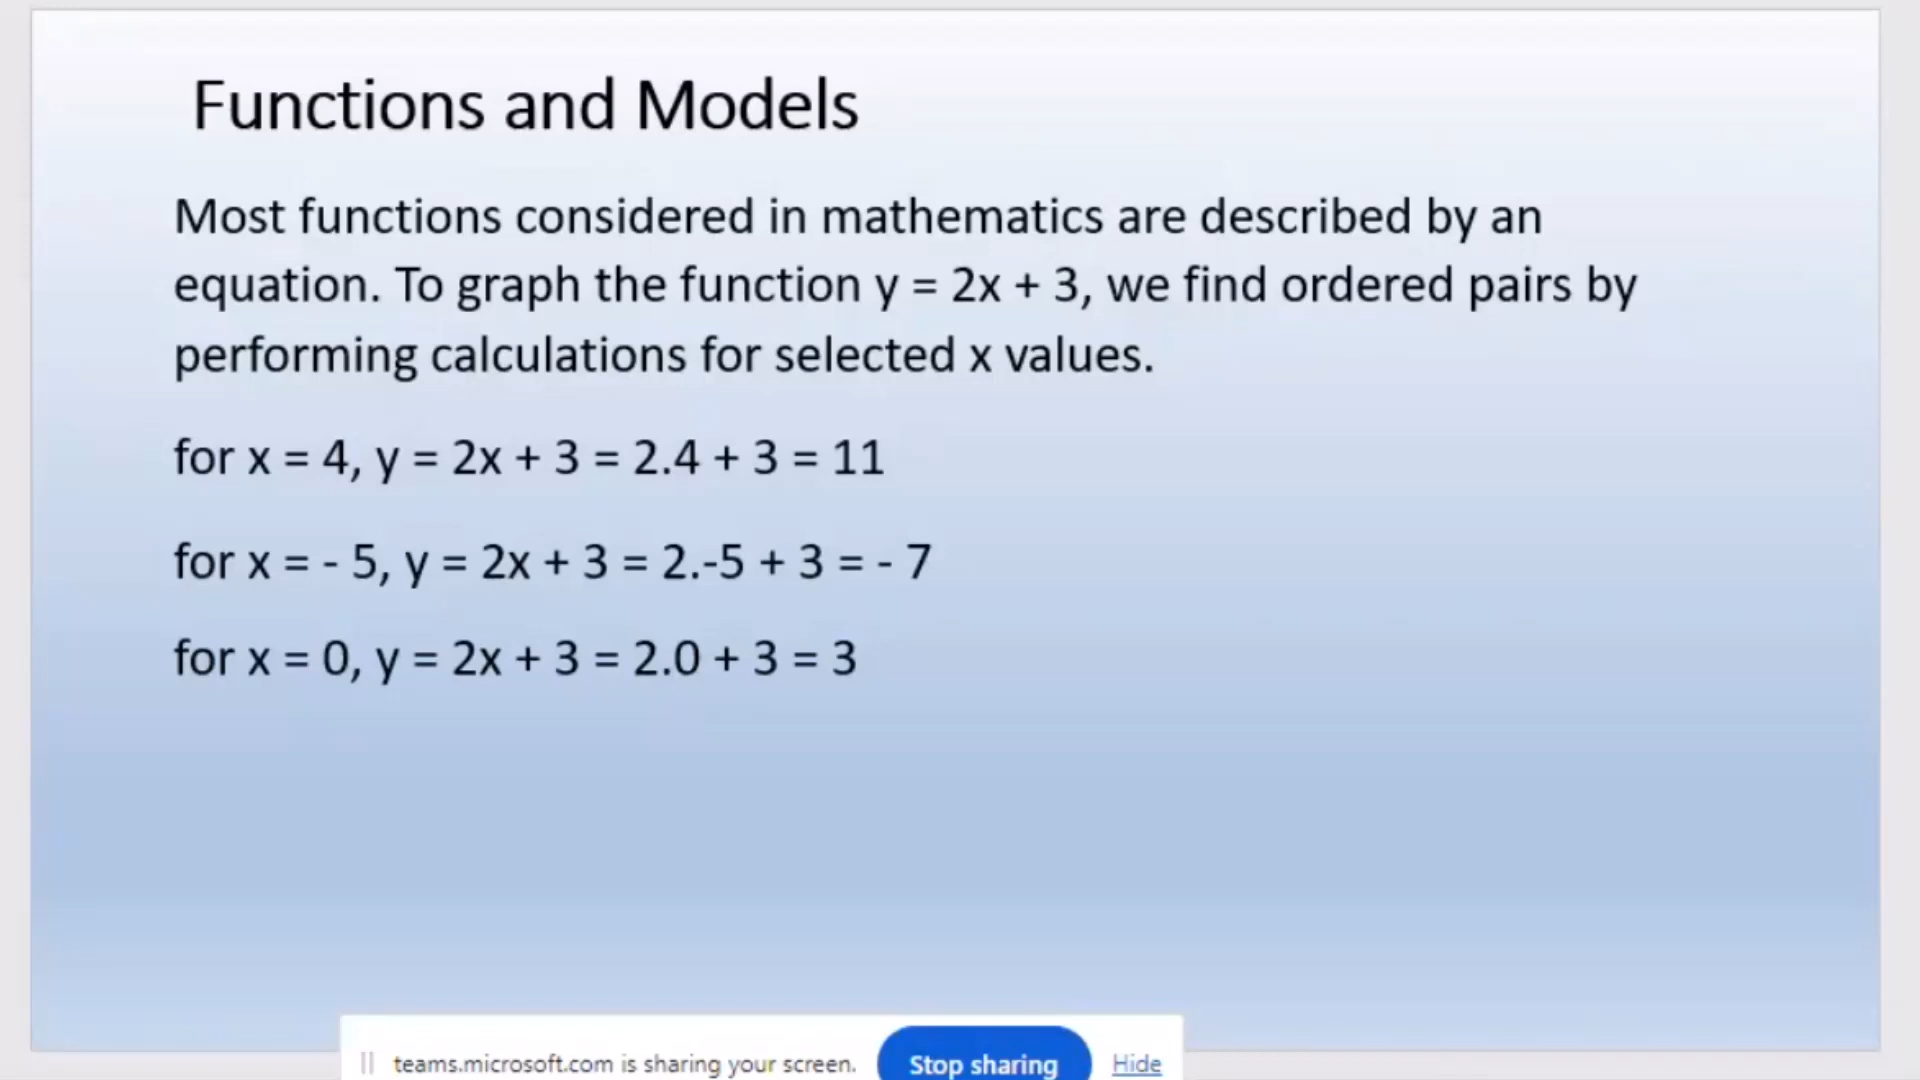 Functions and Models
Most functions considered in mathematics are described by an
equation. To graph the function y = 2x + 3, we find ordered pairs by
performing calculations for selected x values.
for x = 4, y = 2x + 3 = 2.4 + 3 = 11
for x = - 5, y = 2x + 3 = 2.-5 + 3 = - 7
for x = 0, y = 2x + 3 = 2.0 + 3 = 3
teams.microsoft.com is sharing your screen. Stop sharing Hide